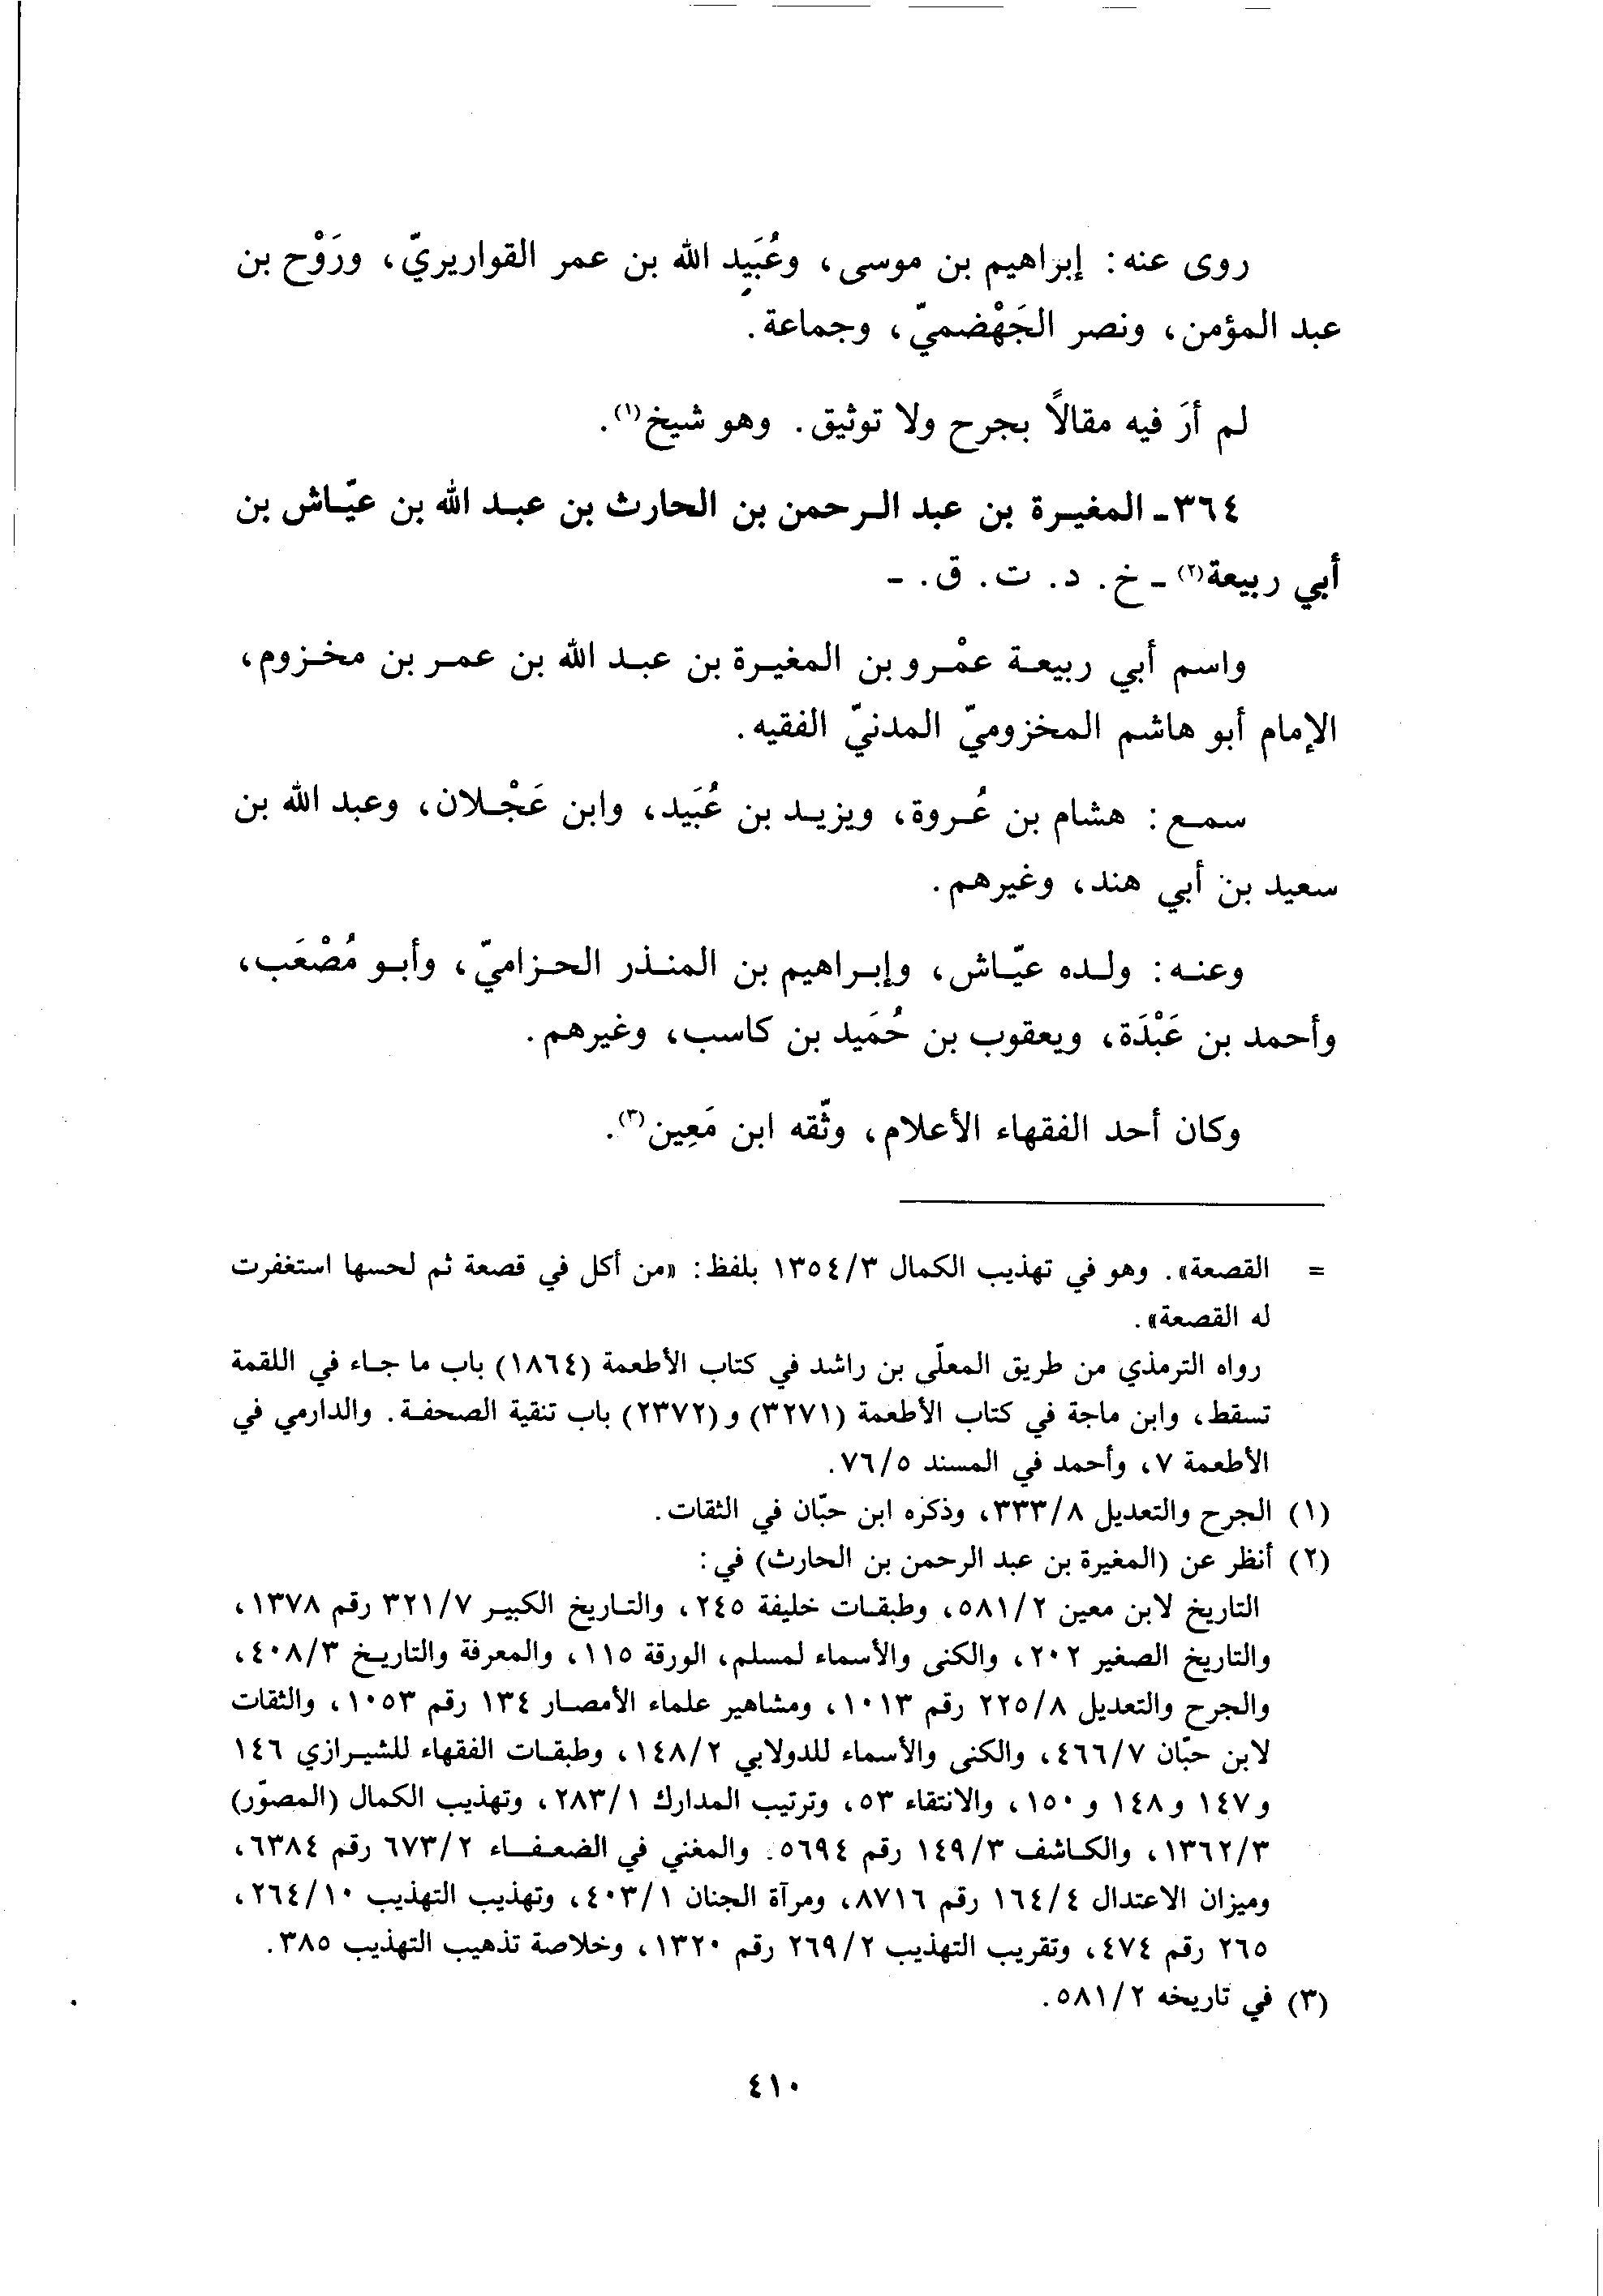 روى عنه: إبراهيم بن موسى، وعُبَيد الله بن عمر القواريريّ، ورَوْح بن
عبد المؤمن، ونصر الجَهْضميّ، وجماعة.
لم أرَ فيه مقالاً بجرح ولا توثيق. وهو شيخ(١).
٣٦٤ـ المغيرة بن عبد الرحمن بن الحارث بن عبد الله بن عيّاش بن
أبي ربيعة(٢) ـ خ. د. ت. ق. ـ
واسم أبي ربيعة عمْرو بن المغيرة بن عبد الله بن عمر بن مخزوم،
الإمام أبو هاشم المخزوميّ المدنيّ الفقيه.
سمع: هشام بن عُروة، ويزيد بن عُبَيد، وابن عَجْلان، وعبد الله بن
سعيد بن أبي هند، وغيرهم.
وعنه: ولده عيّاش، وإبراهيم بن المنذر الحزاميّ، وأبو مُصْعَب،
وأحمد بن عَبْدَة، ويعقوب بن حُمَيد بن كاسب، وغيرهم.
وكان أحد الفقهاء الأعلام، وثّقه ابن مَعِين(٣).
= القصعة». وهو في تهذيب الكمال ١٣٥٤/٣ بلفظ: «من أكل في قصعة ثم لحسها استغفرت
له القصعة».
رواه الترمذي من طريق المعلّى بن راشد في كتاب الأطعمة (١٨٦٤) باب ما جاء في اللقمة
تسقط، وابن ماجة في كتاب الأطعمة (٣٢٧١) و (٢٣٧٢) باب تنقية الصحفة. والدارمي في
الأطعمة ٧، وأحمد في المسند ٧٦/٥.
(١) الجرح والتعديل ٣٣٣/٨، وذكره ابن حبّان في الثقات.
(٢) أنظر عن (المغيرة بن عبد الرحمن بن الحارث) في:
التاريخ لابن معين ٥٨١/٢، وطبقات خليفة ٢٤٥، والتاريخ الكبير ٣٢١/٧ رقم ١٣٧٨،
والتاريخ الصغير ٢٠٢، والكنى والأسماء لمسلم، الورقة ١١٥، والمعرفة والتاريخ ٤٠٨/٣،
والجرح والتعديل ٢٢٥/٨ رقم ١٠١٣، ومشاهير علماء الأمصار ١٣٤ رقم ١٠٥٣، والثقات
لابن حبّان ٤٦٦/٧، والكنى والأسماء للدولابي ١٤٨/٢، وطبقات الفقهاء للشيرازي ١٤٦
و١٤٧ و١٤٨ و ١٥٠، والانتقاء ٥٣، وترتيب المدارك ٢٨٣/١، وتهذيب الكمال (المصوّر)
١٣٦٢/٣، والكاشف ١٤٩/٣ رقم ٥٦٩٤. والمغني في الضعفاء ٦٧٣/٢ رقم ٦٣٨٤،
وميزان الاعتدال ١٦٤/٤ رقم ٨٧١٦، ومرآة الجنان ٤٠٣/١، وتهذيب التهذيب ٢٦٤/١٠،
٢٦٥ رقم ٤٧٤، وتقريب التهذيب ٢٦٩/٢ رقم ١٣٢٠، وخلاصة تذهيب التهذيب ٣٨٥.
(٣) في تاريخه ٥٨١/٢.
٤١٠